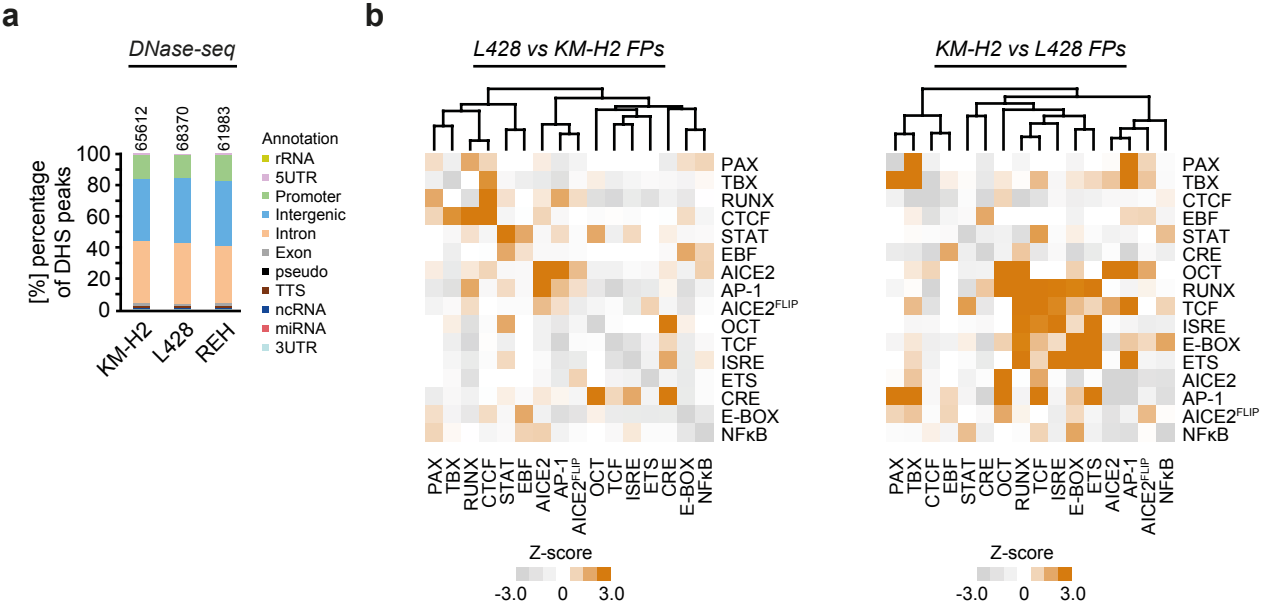 a
DNase-seq
65612
68370
61983
[%] percentage
of DHS peaks
100
80
60
40
20
0
KM-H2
L428
REH
Annotation
rRNA
5UTR
Promoter
Intergenic
Intron
Exon
pseudo
TTS
ncRNA
miRNA
3UTR
b
L428 vs KM-H2 FPs
PAX
TBX
RUNX
CTCF
STAT
EBF
AICE2
AP-1
AICE2FLIP
OCT
TCF
ISRE
ETS
CRE
E-BOX
NFκB
PAX
TBX
RUNX
CTCF
STAT
EBF
AICE2
AP-1
AICE2FLIP
OCT
TCF
ISRE
ETS
CRE
E-BOX
NFκB
Z-score
-3.0 0 3.0
KM-H2 vs L428 FPs
PAX
TBX
CTCF
EBF
STAT
CRE
OCT
RUNX
TCF
ISRE
E-BOX
ETS
AICE2
AP-1
AICE2FLIP
NFκB
PAX
TBX
CTCF
EBF
STAT
CRE
OCT
RUNX
TCF
ISRE
E-BOX
ETS
AICE2
AP-1
AICE2FLIP
NFκB
Z-score
-3.0 0 3.0